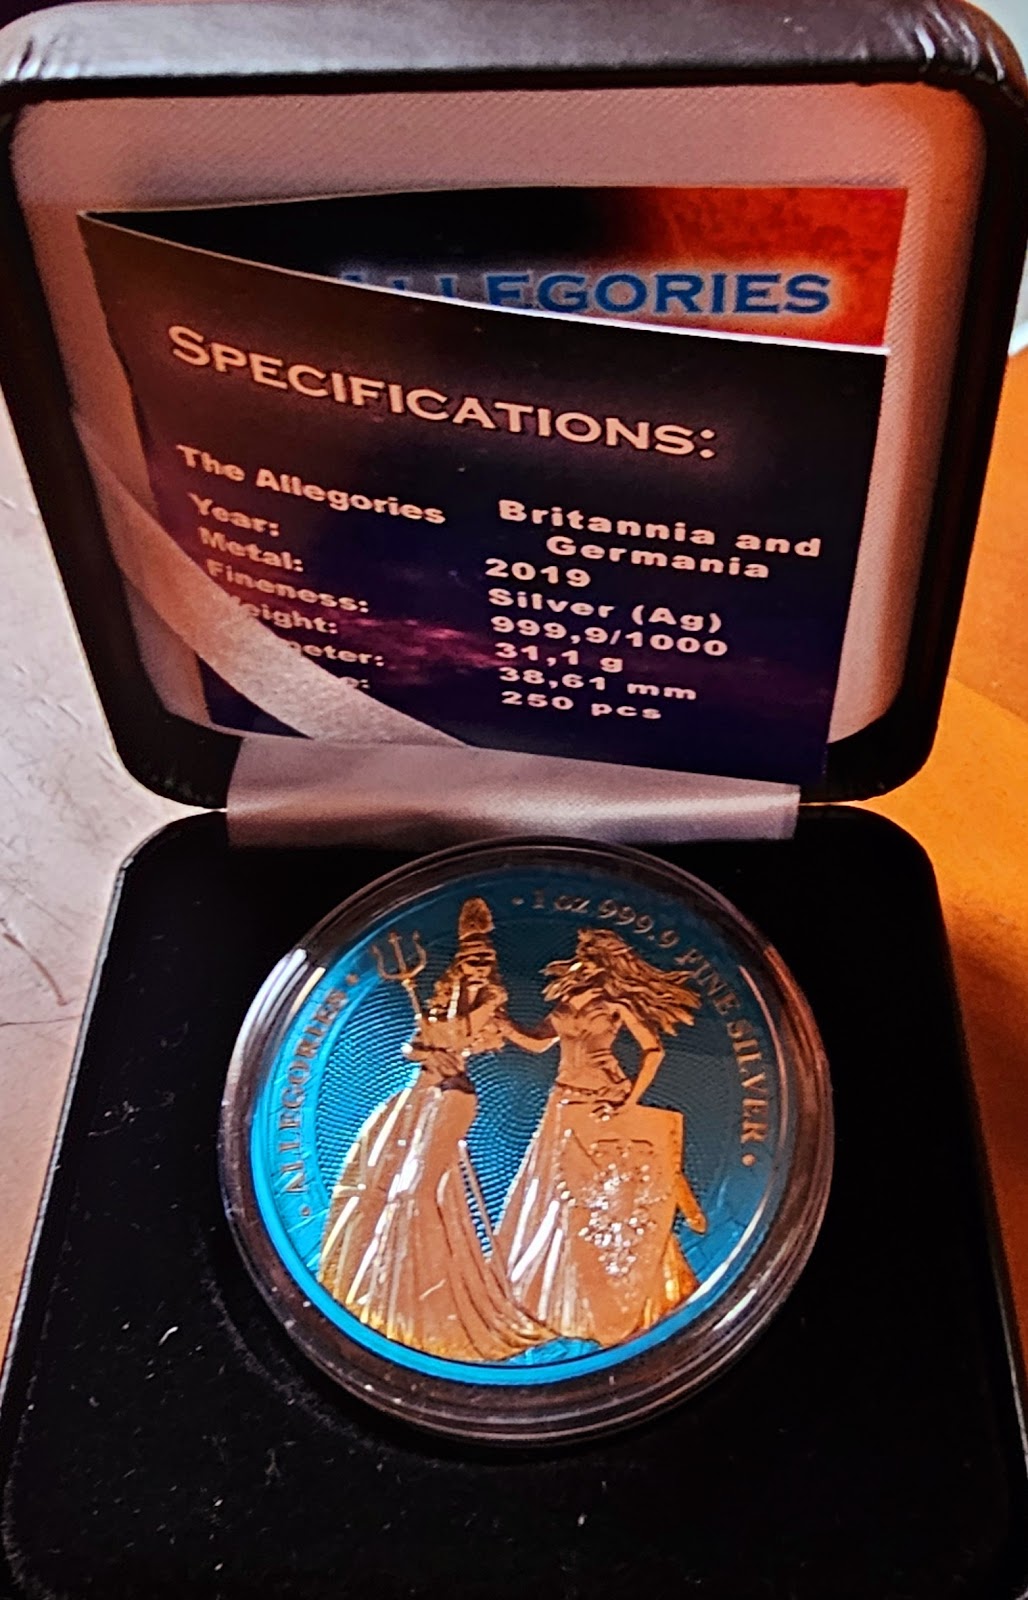 ALLEGORIES
SPECIFICATIONS:
The Allegories Britannia and
Germania
Year: 2019
Metal: Silver (Ag)
Fineness: 999,9/1000
31,1 g
38,61 mm
250 pcs
• ALLEGORIES •
• 1 oz 999.9 FINE SILVER •